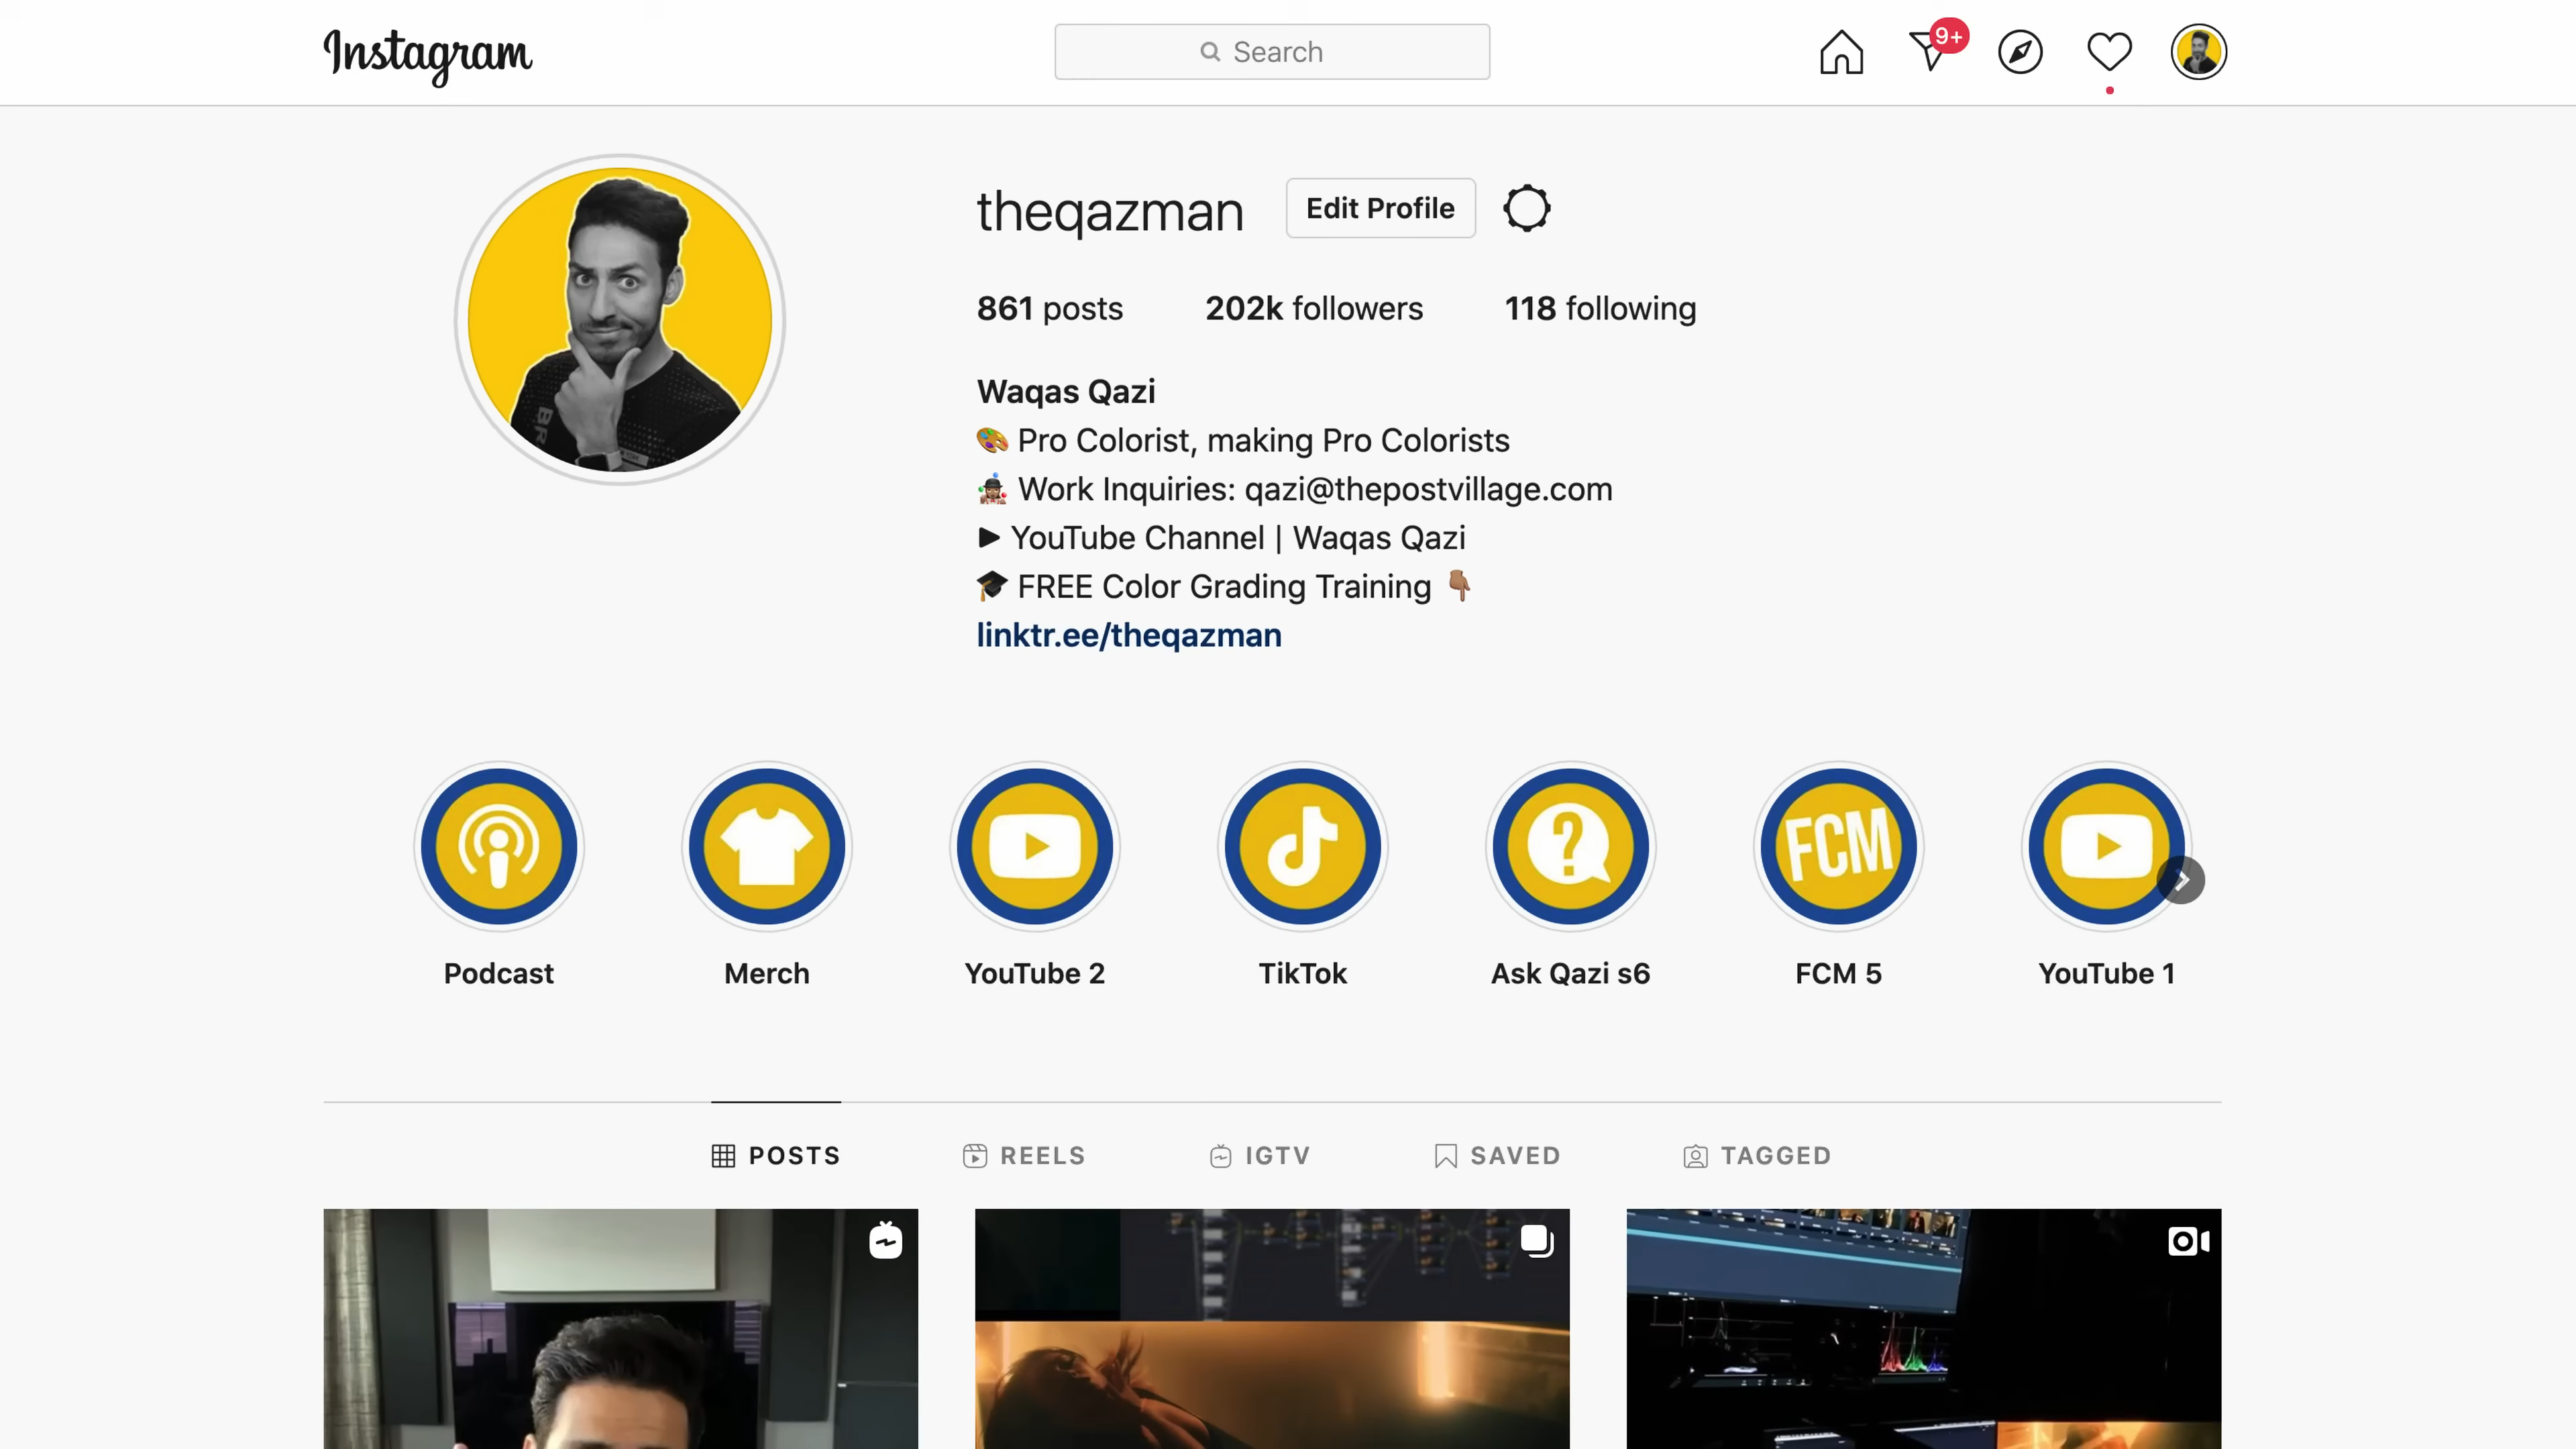 Instagram
Search
9+
theqazman
Edit Profile
861 posts 202k followers 118 following
Waqas Qazi
🎨 Pro Colorist, making Pro Colorists
🤹🏽 Work Inquiries: qazi@thepostvillage.com
▶ YouTube Channel | Waqas Qazi
🎓 FREE Color Grading Training 👇🏽
linktr.ee/theqazman
FCM
Podcast Merch YouTube 2 TikTok Ask Qazi s6 FCM 5 YouTube 1
POSTS REELS IGTV SAVED TAGGED